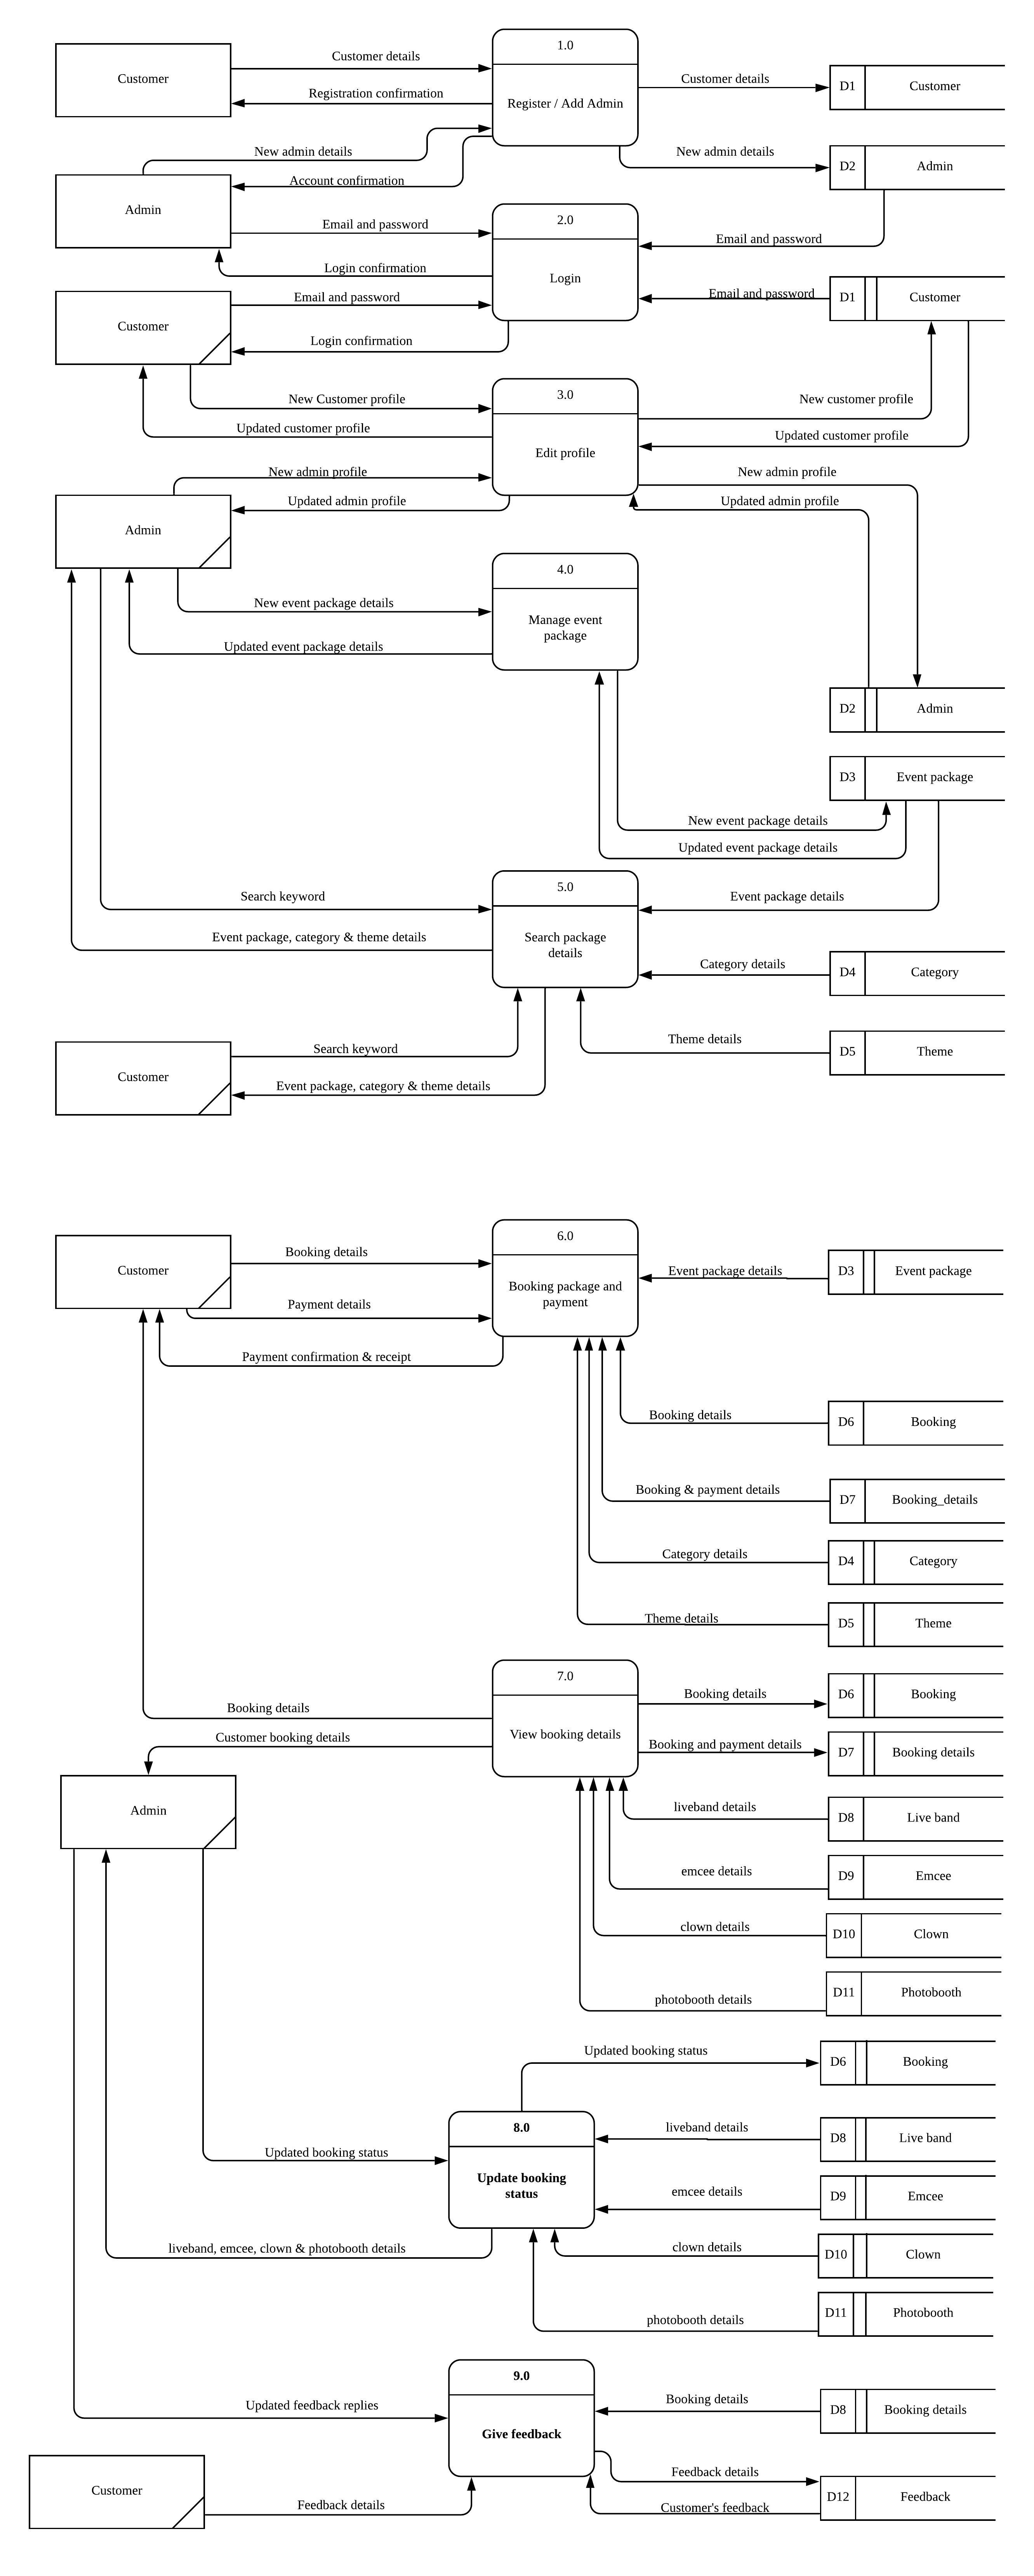 1.0
Customer details
Customer
Customer details
D1
Customer
Registration confirmation
Register / Add Admin
New admin details
New admin details
D2
Admin
Account confirmation
Admin
2.0
Email and password
Email and password
Login confirmation
Login
Email and password
Email and password
D1
Customer
Customer
Login confirmation
3.0
New Customer profile
New customer profile
Updated customer profile
Updated customer profile
Edit profile
New admin profile
New admin profile
Updated admin profile
Updated admin profile
Admin
4.0
New event package details
Manage event
package
Updated event package details
D2
Admin
D3
Event package
New event package details
Updated event package details
5.0
Search keyword
Event package details
Event package, category & theme details
Search package
details
Category details
D4
Category
Theme details
Search keyword
D5
Theme
Customer
Event package, category & theme details
6.0
Booking details
Customer
Event package details
D3
Event package
Booking package and
payment
Payment details
Payment confirmation & receipt
Booking details
D6
Booking
Booking & payment details
D7
Booking_details
Category details
D4
Category
Theme details
D5
Theme
7.0
Booking details
D6
Booking
Booking details
Customer booking details
View booking details
Booking and payment details
D7
Booking details
Admin
liveband details
D8
Live band
emcee details
D9
Emcee
clown details
D10
Clown
photobooth details
D11
Photobooth
Updated booking status
D6
Booking
8.0
liveband details
D8
Live band
Updated booking status
Update booking
status
emcee details
D9
Emcee
liveband, emcee, clown & photobooth details
clown details
D10
Clown
photobooth details
D11
Photobooth
9.0
Updated feedback replies
Booking details
D8
Booking details
Give feedback
Feedback details
Customer
Feedback details
Customer's feedback
D12
Feedback